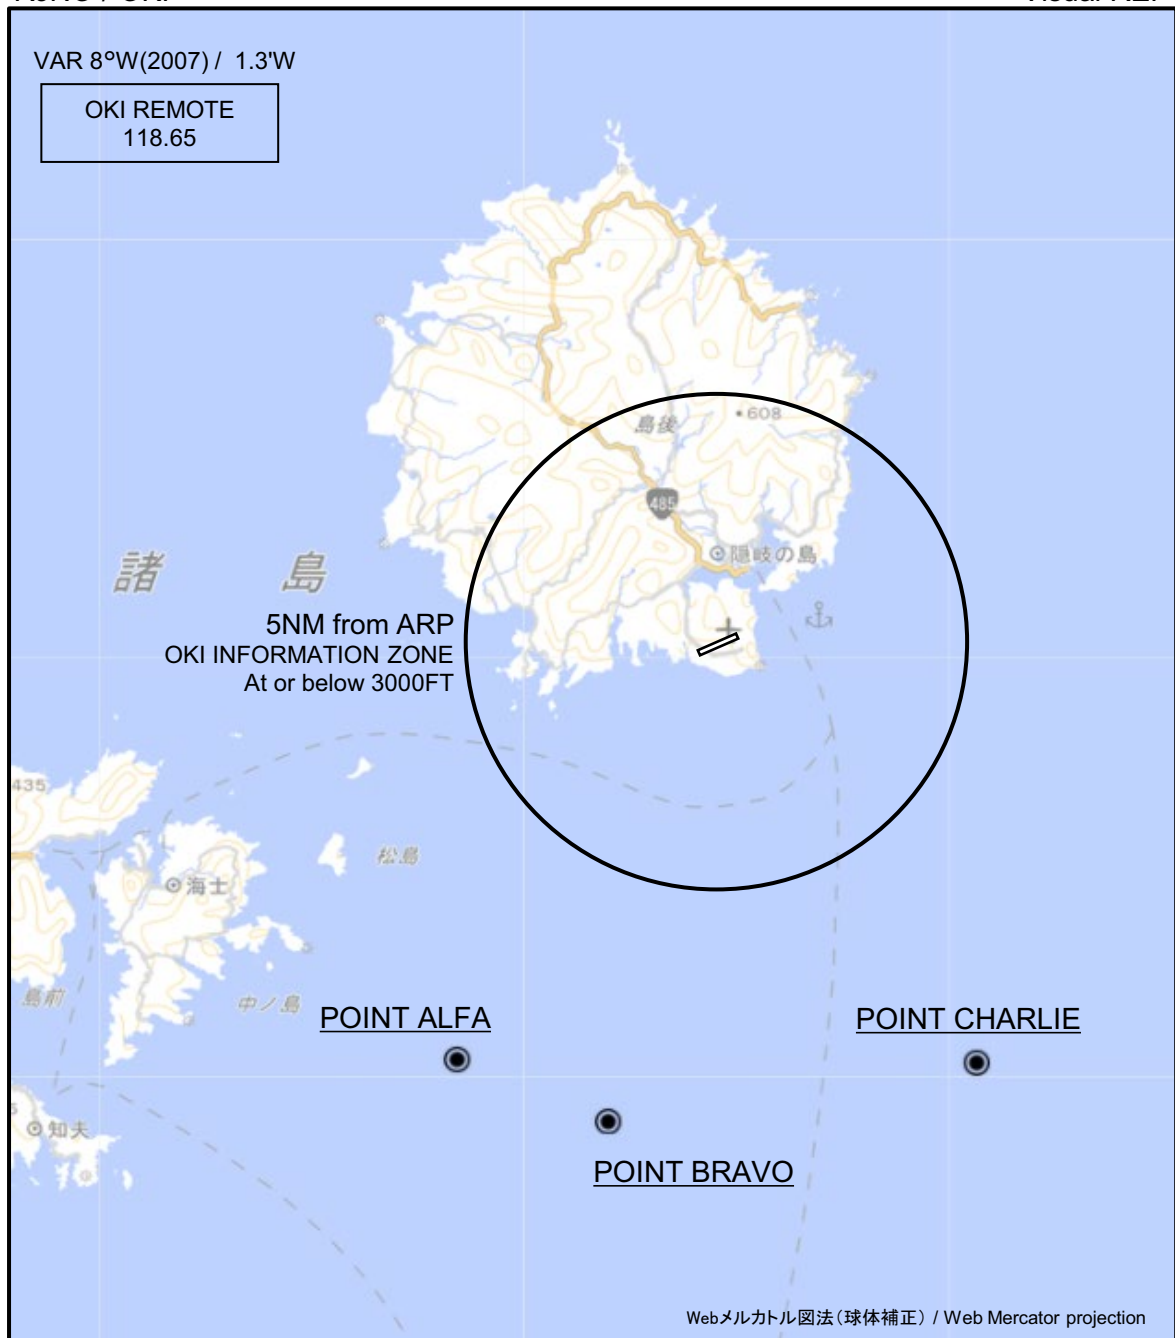 VAR 8°W(2007) / 1.3'W
OKI REMOTE
118.65
608
島後
485
隠岐の島
諸 島
5NM from ARP
OKI INFORMATION ZONE
At or below 3000FT
435
松島
海士
島前
中ノ島
POINT ALFA
POINT CHARLIE
知夫
POINT BRAVO
Webメルカトル図法(球体補正) / Web Mercator projection